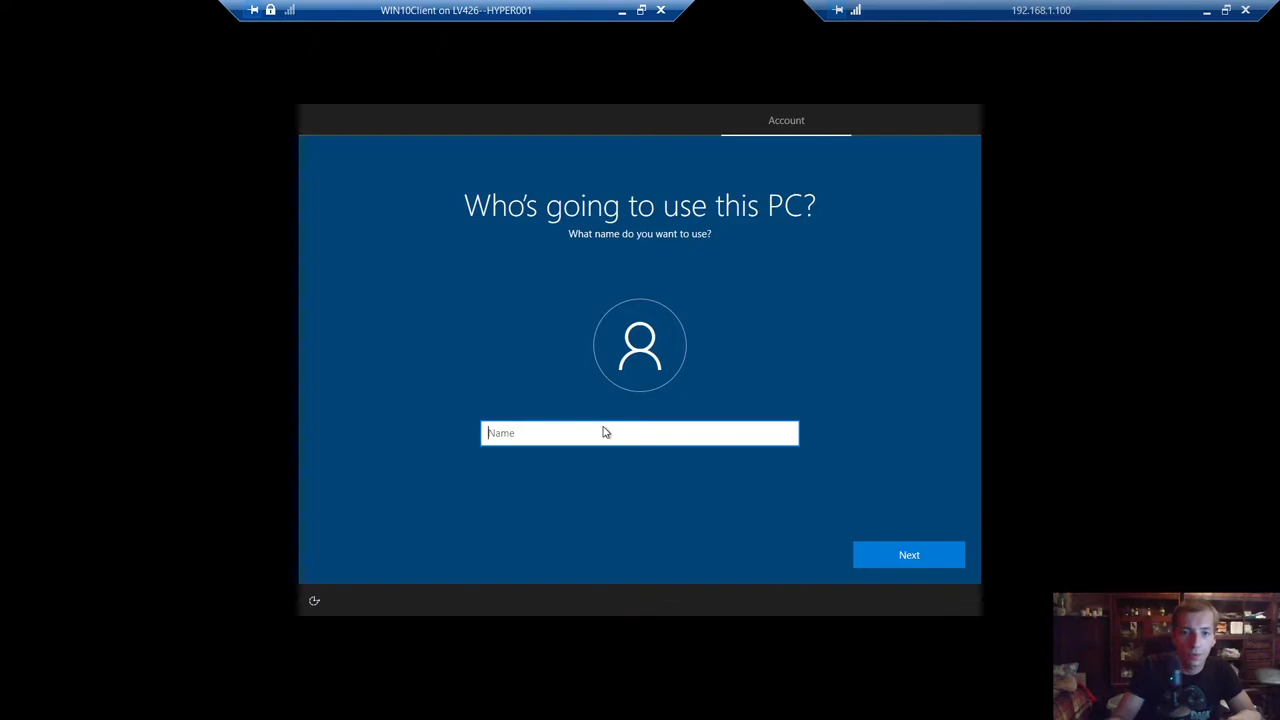 WIN10Client on LV426--HYPER001
192.168.1.100
Account
Who's going to use this PC?
What name do you want to use?
Name
Next